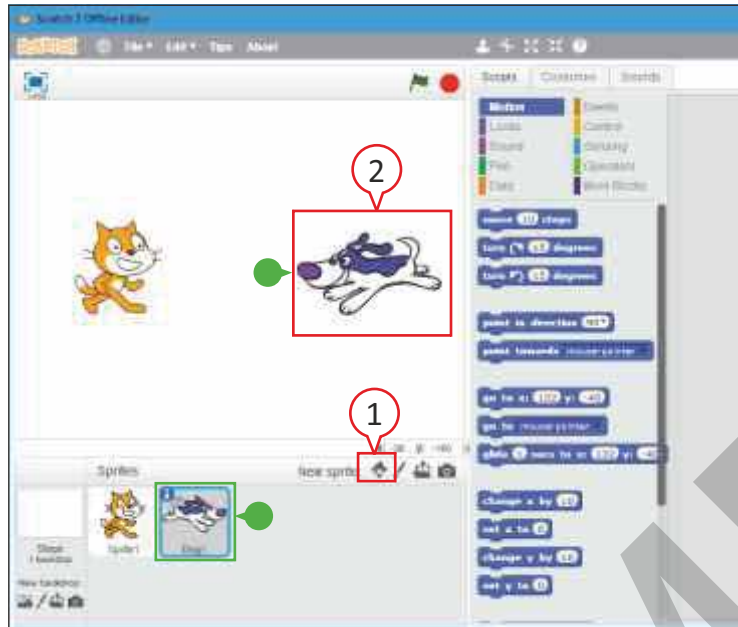 Scratch 2 Offline Editor
SCRATCH File Edit Tips About
Scripts Costumes Sounds
Motion Events
Looks Control
Sound Sensing
Pen Operators
Data More Blocks
2
move 10 steps
turn 15 degrees
turn 15 degrees
point in direction
point towards mouse-pointer
go to x: y:
go to mouse-pointer
glide secs to x: y:
1
Sprites New sprite:
change x by 10
set x to 0
change y by 10
set y to 0
Stage
Sprite1
1 backdrop
New backdrop